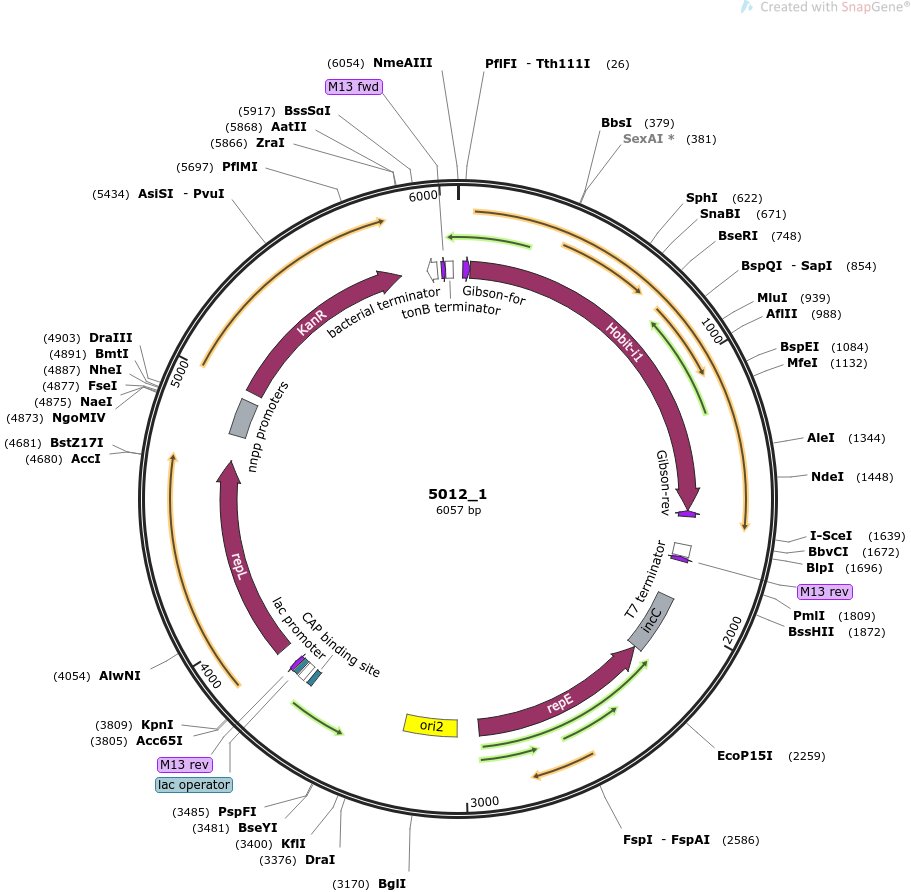 Created with SnapGene®
(6054) NmeAIII
PflFI - Tth111I (26)
M13 fwd
(5917) BssSαI
(5868) AatII
(5866) ZraI
(5697) PflMI
(5434) AsiSI - PvuI
BbsI (379)
SexAI * (381)
SphI (622)
SnaBI (671)
BseRI (748)
BspQI - SapI (854)
MluI (939)
AflII (988)
BspEI (1084)
MfeI (1132)
AleI (1344)
NdeI (1448)
I-SceI (1639)
BbvCI (1672)
BlpI (1696)
M13 rev
PmlI (1809)
BssHII (1872)
EcoP15I (2259)
FspI - FspAI (2586)
(4903) DraIII
(4891) BmtI
(4887) NheI
(4877) FseI
(4875) NaeI
(4873) NgoMIV
(4681) BstZ17I
(4680) AccI
(4054) AlwNI
(3809) KpnI
(3805) Acc65I
M13 rev
lac operator
(3485) PspFI
(3481) BseYI
(3400) KflI
(3376) DraI
(3170) BglI
6000
1000
2000
3000
4000
5000
KanR
bacterial terminator
tonB terminator
Gibson-for
Hobit-i1
Gibson-rev
T7 terminator
incC
repE
ori2
CAP binding site
lac promoter
repL
nnpp promoters
5012_1
6057 bp